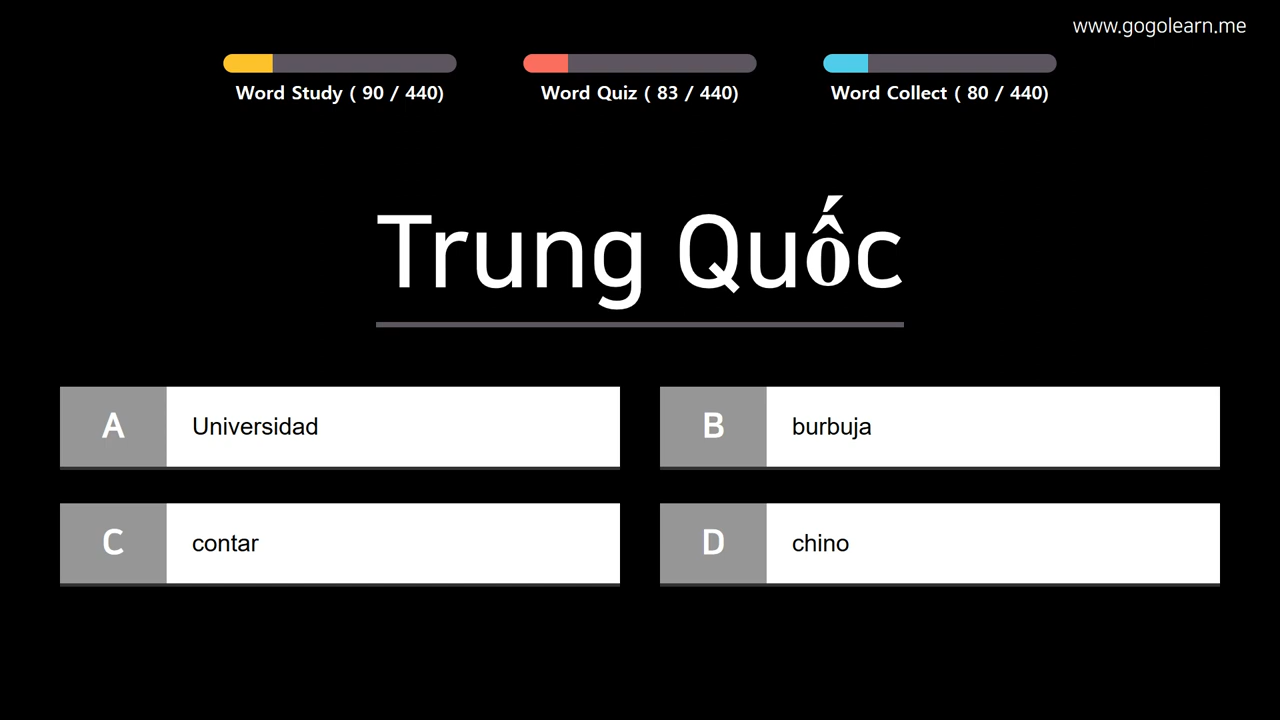 www.gogolearn.me
Word Study ( 90 / 440)
Word Quiz ( 83 / 440)
Word Collect ( 80 / 440)
Trung Quốc
A
Universidad
B
burbuja
C
contar
D
chino